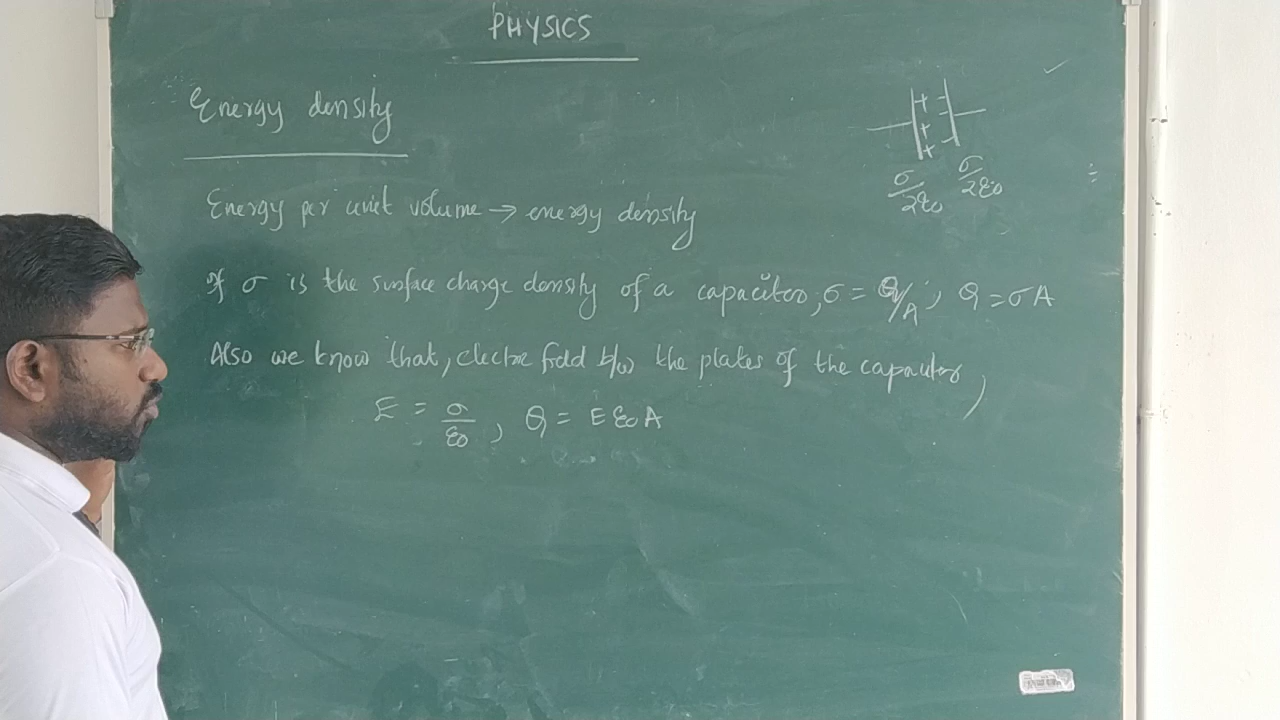 PHYSICS
Energy density
+ -
+ -
+ -
σ/2ε0 σ/2ε0
Energy per unit volume → energy density
If σ is the surface charge density of a capacitor, σ = Q/A, Q = σA
Also we know that, electric field b/w the plates of the capacitor,
E = σ/ε0, Q = Eε0A